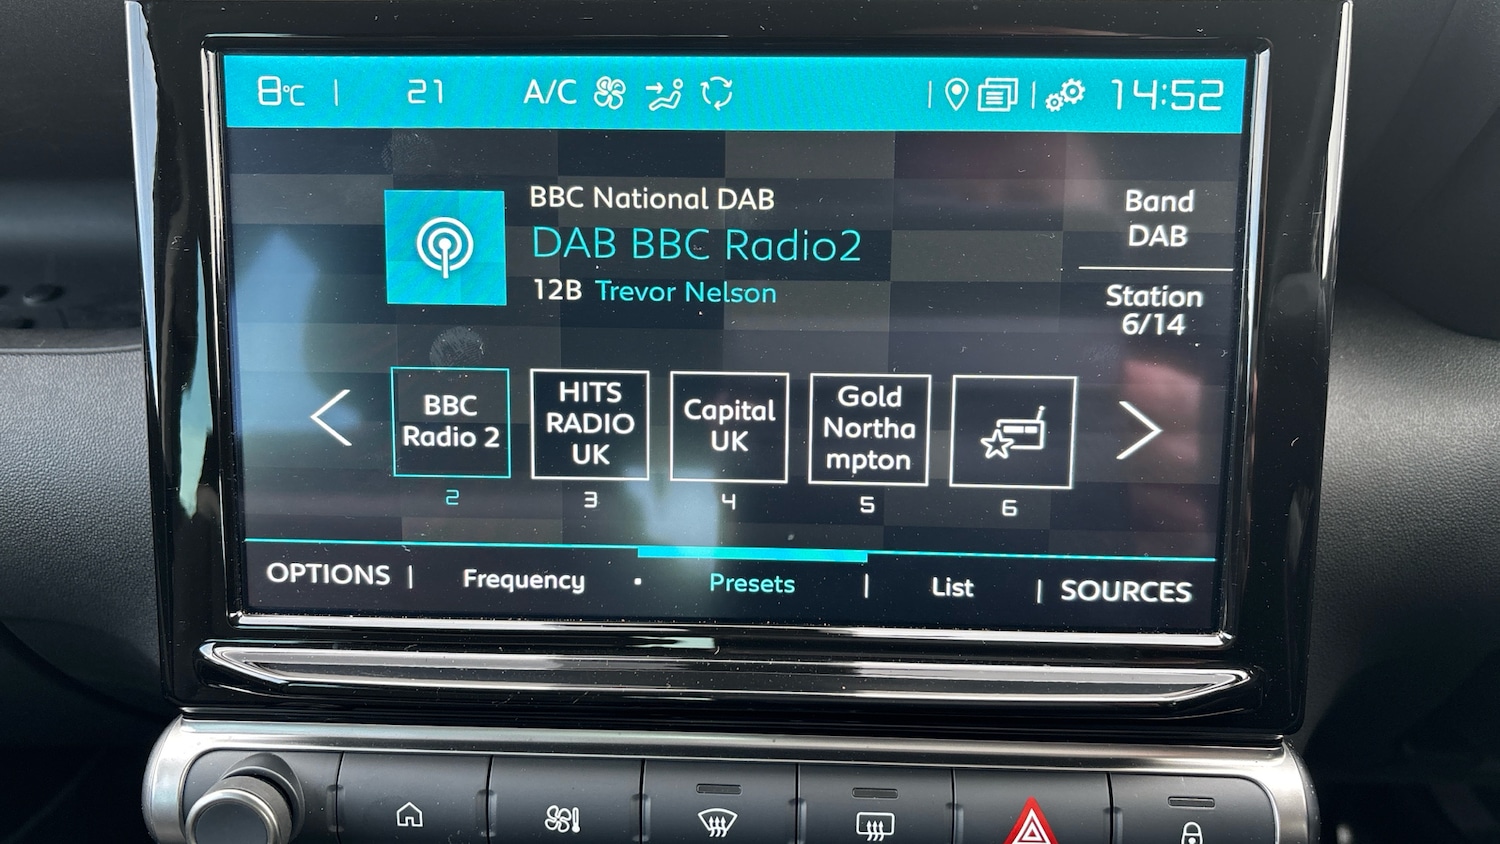 8°C | 21 A/C | | 14:52
BBC National DAB
DAB BBC Radio2
12B Trevor Nelson
Band
DAB
Station
6/14
BBC
Radio 2
HITS
RADIO
UK
Capital
UK
Gold
Northa
mpton
2 3 4 5 6
OPTIONS | Frequency · Presets | List | SOURCES